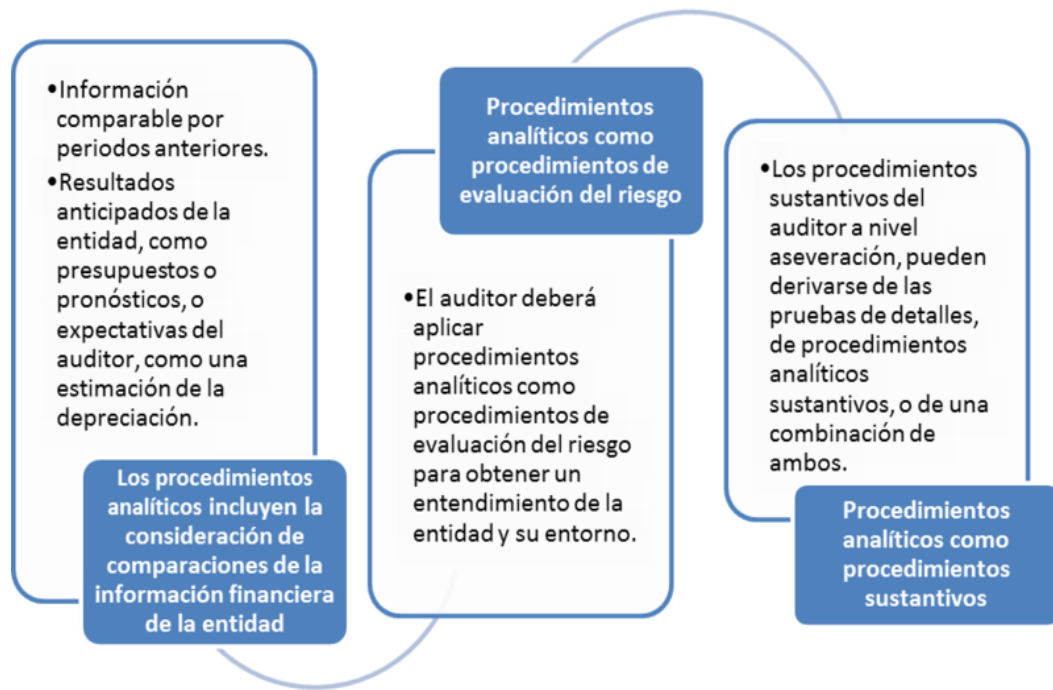 •Información
comparable por
periodos anteriores.
•Resultados
anticipados de la
entidad, como
presupuestos o
pronósticos, o
expectativas del
auditor, como una
estimación de la
depreciación.
Los procedimientos
analíticos incluyen la
consideración de
comparaciones de la
información financiera
de la entidad
Procedimientos
analíticos como
procedimientos de
evaluación del riesgo
•El auditor deberá
aplicar
procedimientos
analíticos como
procedimientos de
evaluación del riesgo
para obtener un
entendimiento de la
entidad y su entorno.
•Los procedimientos
sustantivos del
auditor a nivel
aseveración, pueden
derivarse de las
pruebas de detalles,
de procedimientos
analíticos
sustantivos, o de una
combinación de
ambos.
Procedimientos
analíticos como
procedimientos
sustantivos